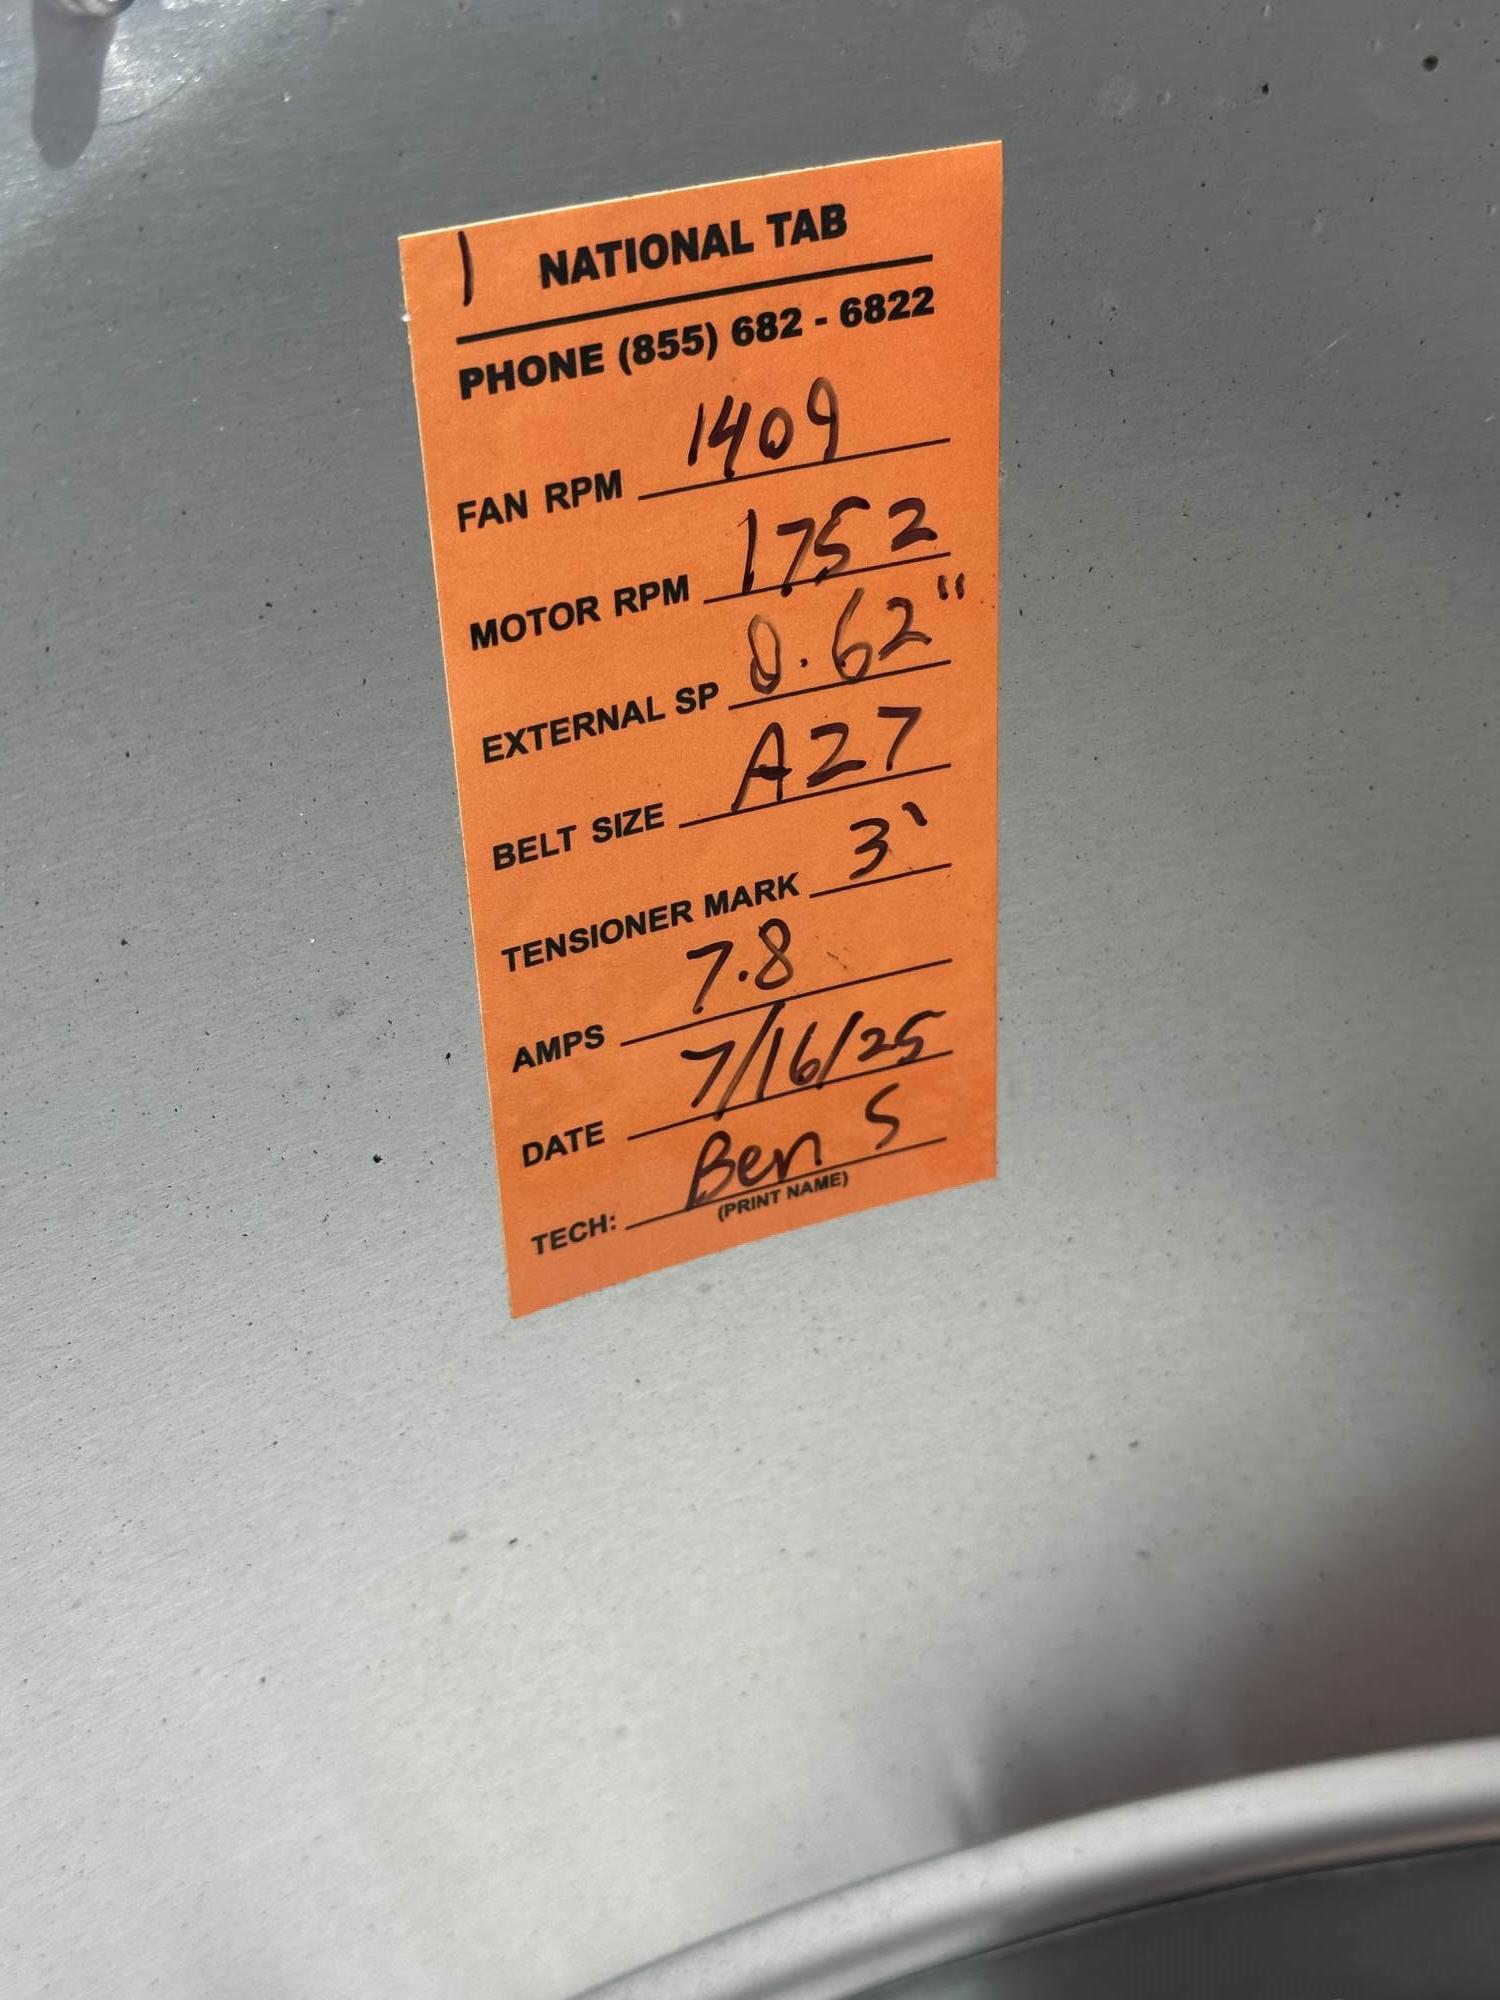 1 NATIONAL TAB
PHONE (855) 682 - 6822
FAN RPM 1409
MOTOR RPM 1752
EXTERNAL SP 0.62"
BELT SIZE A27
TENSIONER MARK 3'
AMPS 7.8
DATE 7/16/25
TECH: Ben S
(PRINT NAME)